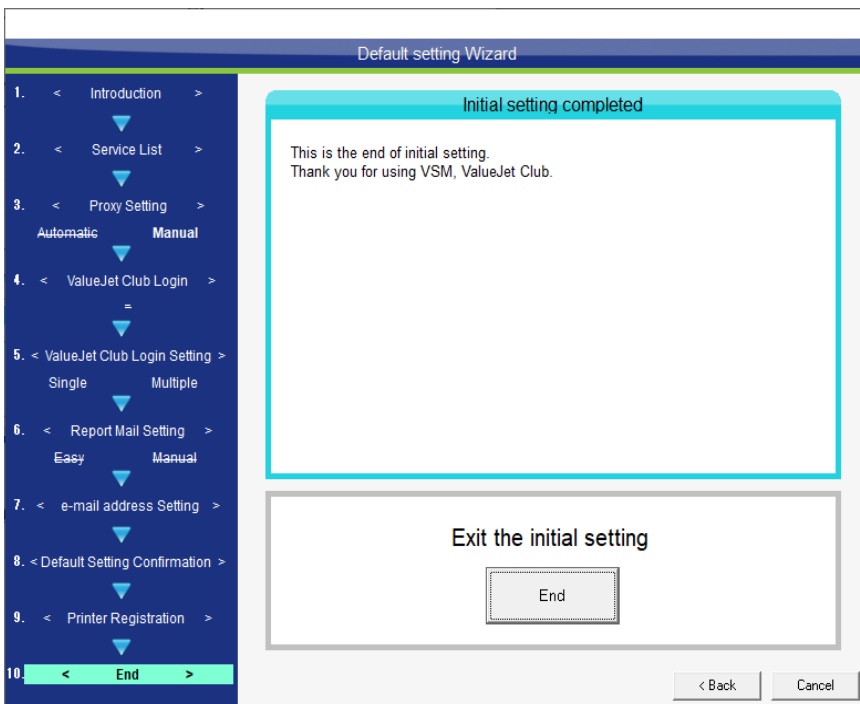 Default setting Wizard
1. < Introduction >
2. < Service List >
3. < Proxy Setting >
Automatic Manual
4. < ValueJet Club Login >
-
5. < ValueJet Club Login Setting >
Single Multiple
6. < Report Mail Setting >
Easy Manual
7. < e-mail address Setting >
8. < Default Setting Confirmation >
9. < Printer Registration >
10. < End >
Initial setting completed
This is the end of initial setting.
Thank you for using VSM, ValueJet Club.
Exit the initial setting
End
< Back Cancel